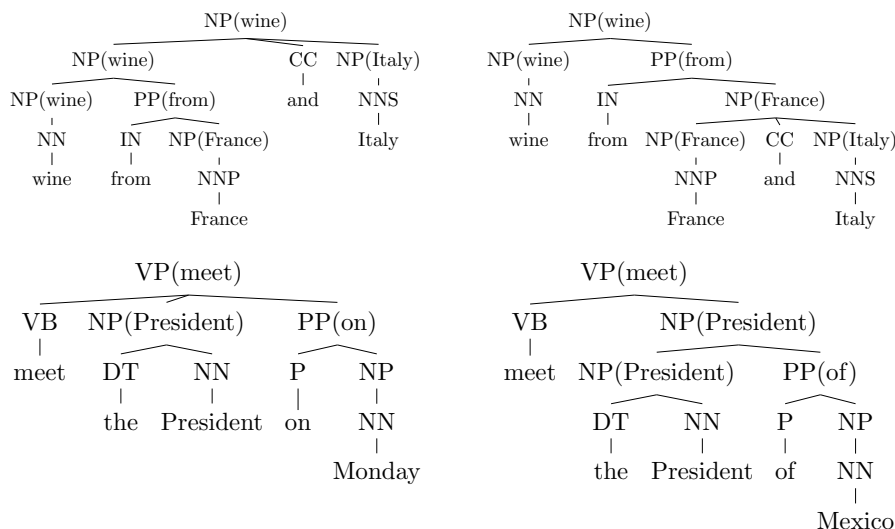 NP(wine)
NP(wine) CC NP(Italy)
NP(wine) PP(from) and NNS
NN IN NP(France) Italy
wine from NNP
France
NP(wine)
NP(wine) PP(from)
NN IN NP(France)
wine from NP(France) CC NP(Italy)
NNP and NNS
France Italy
VP(meet)
VB NP(President) PP(on)
meet DT NN P NP
the President on NN
Monday
VP(meet)
VB NP(President)
meet NP(President) PP(of)
DT NN P NP
the President of NN
Mexico